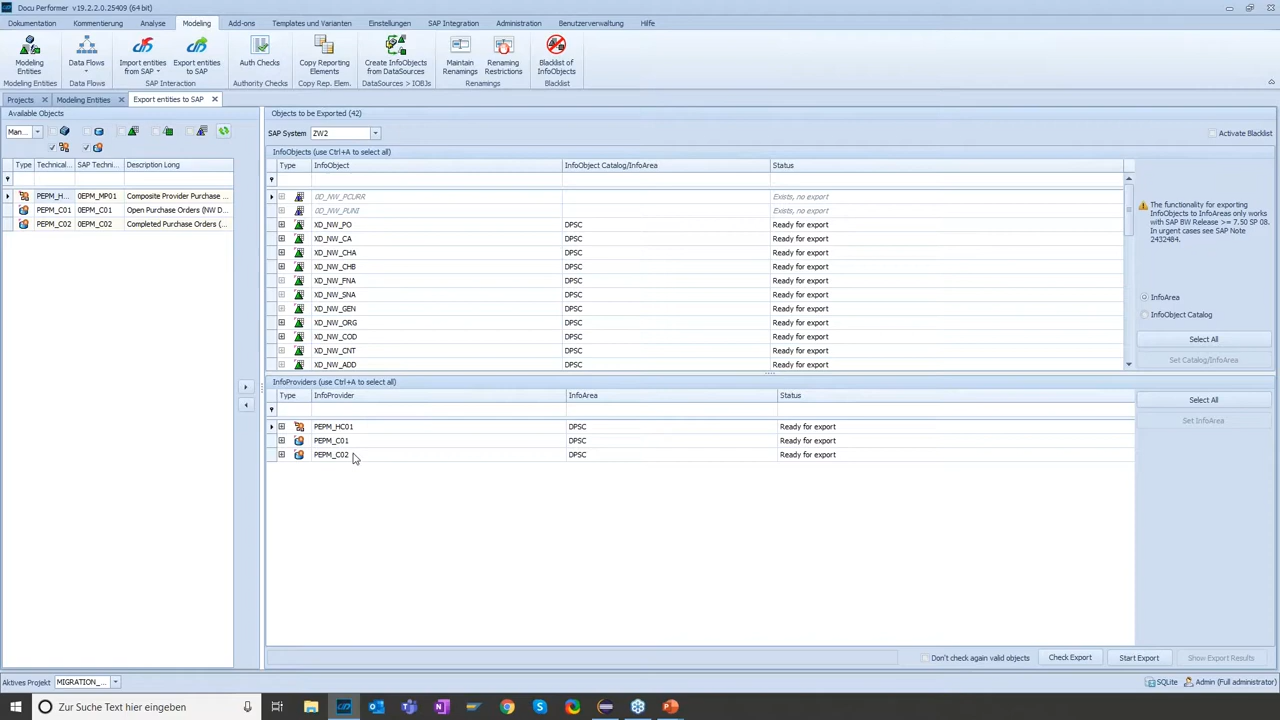 Docu Performer v19.2.2.0.25409 (64 bit)
Dokumentation Kommentierung Analyse Modeling Add-ons Templates und Varianten Einstellungen SAP Integration Administration Benutzerverwaltung Hilfe
Modeling Entities
Data Flows
Import entities from SAP
Export entities to SAP
Auth Checks
Copy Reporting Elements
Create InfoObjects from DataSources
Maintain Renamings
Renaming Restrictions
Blacklist of InfoObjects
Modeling Entities Data Flows SAP Interaction Authority Checks Copy Rep. Elem. DataSources > IOBJs Renamings Blacklist
Projects Modeling Entities Export entities to SAP
Available Objects
Man...
Type Technical... SAP Techni... Description Long
PEPM_H... 0EPM_MP01 Composite Provider Purchase ...
PEPM_C01 0EPM_C01 Open Purchase Orders (NW D...
PEPM_C02 0EPM_C02 Completed Purchase Orders (...
Objects to be Exported (42)
SAP System ZW2
Activate Blacklist
InfoObjects (use Ctrl+A to select all)
Type InfoObject InfoObject Catalog/InfoArea Status
0D_NW_PCURR Exists, no export
0D_NW_PUNI Exists, no export
XD_NW_PO DPSC Ready for export
XD_NW_CA DPSC Ready for export
XD_NW_CHA DPSC Ready for export
XD_NW_CHB DPSC Ready for export
XD_NW_FNA DPSC Ready for export
XD_NW_SNA DPSC Ready for export
XD_NW_GEN DPSC Ready for export
XD_NW_ORG DPSC Ready for export
XD_NW_COD DPSC Ready for export
XD_NW_CNT DPSC Ready for export
XD_NW_ADD DPSC Ready for export
The functionality for exporting
InfoObjects to InfoAreas only works
with SAP BW Release >= 7.50 SP 08.
In urgent cases see SAP Note
2432484.
InfoArea
InfoObject Catalog
Select All
Set Catalog/InfoArea
InfoProviders (use Ctrl+A to select all)
Type InfoProvider InfoArea Status
PEPM_HC01 DPSC Ready for export
PEPM_C01 DPSC Ready for export
PEPM_C02 DPSC Ready for export
Select All
Set InfoArea
Don't check again valid objects Check Export Start Export Show Export Results
Aktives Projekt MIGRATION_... SQLite Admin (Full administrator)
Zur Suche Text hier eingeben